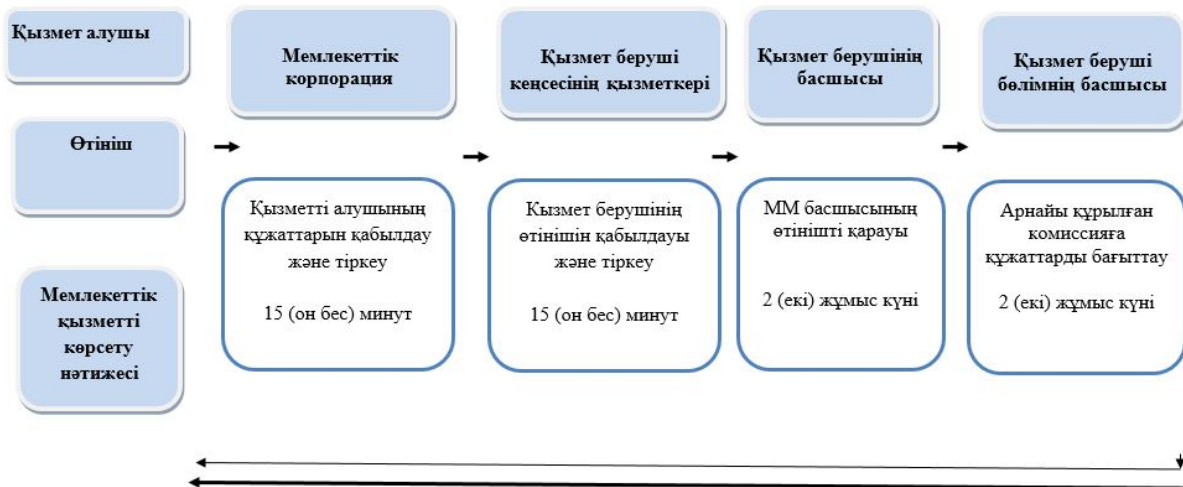 Қызмет алушы
Мемлекеттік
корпорация
Қызмет беруші
кеңсесінің қызметкері
Қызмет берушінің
басшысы
Қызмет беруші
бөлімнің басшысы
Өтініш
Қызметті алушының
құжаттарын қабылдау
және тіркеу
15 (он бес) минут
Кызмет берушінің
өтінішін қабылдауы
және тіркеу
15 (он бес) минут
ММ басшысының
өтінішті қарауы
2 (екі) жұмыс күні
Арнайы құрылған
комиссияға
құжаттарды бағыттау
2 (екі) жұмыс күні
Мемлекеттік
қызметті
көрсету
нәтижесі